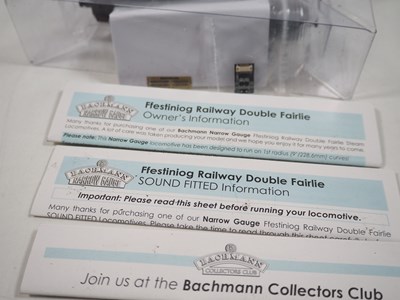 BACHMANN
NARROW GAUGE
Ffestiniog Railway Double Fairlie
Owner's Information
Many thanks for purchasing one of our Bachmann Narrow Gauge Ffestiniog Railway Double Fairlie Steam
locomotives. A lot of care was taken producing your model and we hope you enjoy it for many years to come.
Please note: This Narrow Gauge locomotive has been designed to run on 1st radius (9"/228.6mm) curves
BACHMANN
NARROW GAUGE
Ffestiniog Railway Double Fairlie
SOUND FITTED Information
Important: Please read this sheet before running your locomotive.
Many thanks for purchasing one of our Narrow Gauge Ffestiniog Railway Double Fairlie
SOUND FITTED Locomotives. Please take the time to read through this sheet
BACHMANN
COLLECTORS CLUB
Join us at the Bachmann Collectors Club